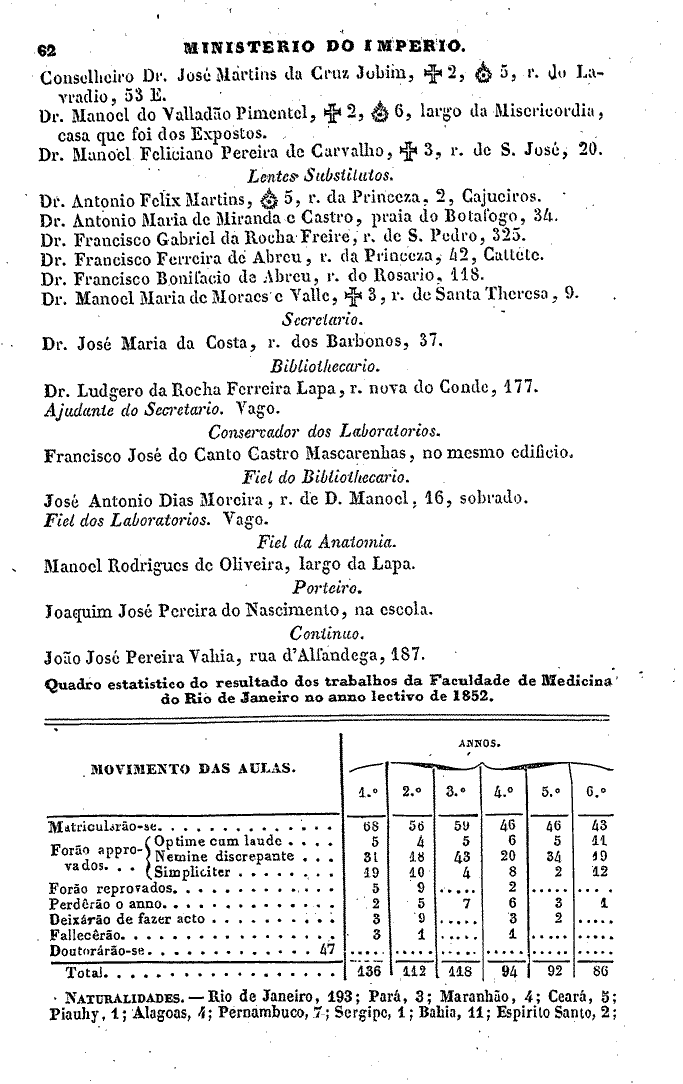 62 MINISTERIO DO IMPERIO.
Conselheiro Dr. José Martins da Cruz Jobim, 2, 5, r. do La-
vradio, 53 E.
Dr. Manoel do Valladão Pimentel, 2, 6, largo da Misericordia,
casa que foi dos Expostos.
Dr. Manoel Feliciano Pereira de Carvalho, 3, r. de S. José, 20.
Lentes Substitutos.
Dr. Antonio Felix Martins, 5, r. da Princeza, 2, Cajueiros.
Dr. Antonio Maria de Miranda e Castro, praia do Botafogo, 34.
Dr. Francisco Gabriel da Rocha Freire, r. de S. Pedro, 325.
Dr. Francisco Ferreira de Abreu, r. da Princeza, 42, Cattete.
Dr. Francisco Bonifacio de Abreu, r. do Rosario, 118.
Dr. Manoel Maria de Moraes e Valle, 3, r. de Santa Theresa, 9.
Secretario.
Dr. José Maria da Costa, r. dos Barbonos, 37.
Bibliothecario.
Dr. Ludgero da Rocha Ferreira Lapa, r. nova do Conde, 177.
Ajudante do Secretario. Vago.
Conservador dos Laboratorios.
Francisco José do Canto Castro Mascarenhas, no mesmo edificio.
Fiel do Bibliothecario.
José Antonio Dias Moreira, r. de D. Manoel, 16, sobrado.
Fiel dos Laboratorios. Vago.
Fiel da Anatomia.
Manoel Rodrigues de Oliveira, largo da Lapa.
Porteiro.
Joaquim José Pereira do Nascimento, na escola.
Continuo.
João José Pereira Vahia, rua d'Alfandega, 187.
Quadro estatistico do resultado dos trabalhos da Faculdade de Medicina
do Rio de Janeiro no anno lectivo de 1852.
ANNOS.
MOVIMENTO DAS AULAS.
1.º 2.º 3.º 4.º 5.º 6.º
Matricularão-se. 68 56 59 46 46 43
Forão appro-vados. Optime cum laude 5 4 5 6 5 11
Nemine discrepante 31 18 43 20 34 19
Simpliciter 19 10 4 8 2 12
Forão reprovados. 5 9 ..... 2 ..... ....
Perdêrão o anno. 2 5 7 6 3 1
Deixárão de fazer acto 3 9 ..... 3 2 .....
Fallecêrão. 3 1 ..... 1 ..... .....
Doutorárão-se. 47 ..... ..... ..... ..... ..... .....
Total. 136 112 118 94 92 86
NATURALIDADES. — Rio de Janeiro, 193; Pará, 3; Maranhão, 4; Ceará, 5;
Piauhy, 1; Alagoas, 4; Pernambuco, 7; Sergipe, 1; Bahia, 11; Espirito Santo, 2;